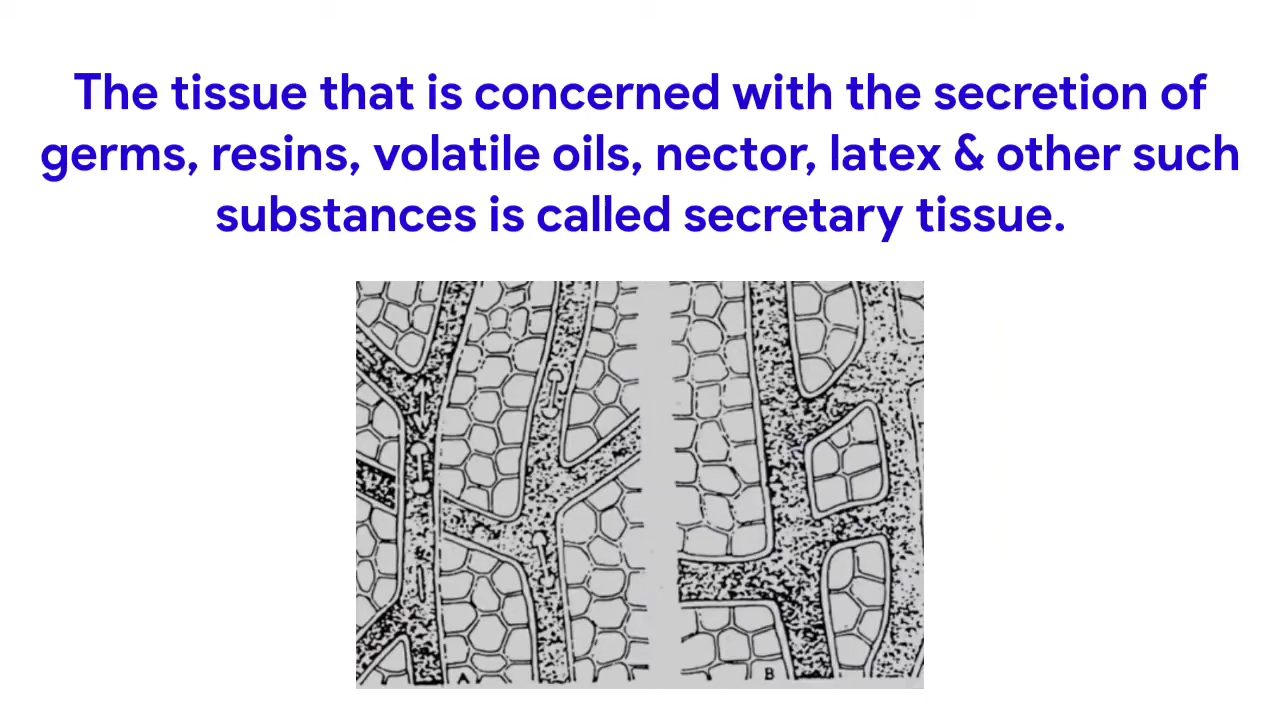 The tissue that is concerned with the secretion of
germs, resins, volatile oils, nector, latex & other such
substances is called secretary tissue.
A
B